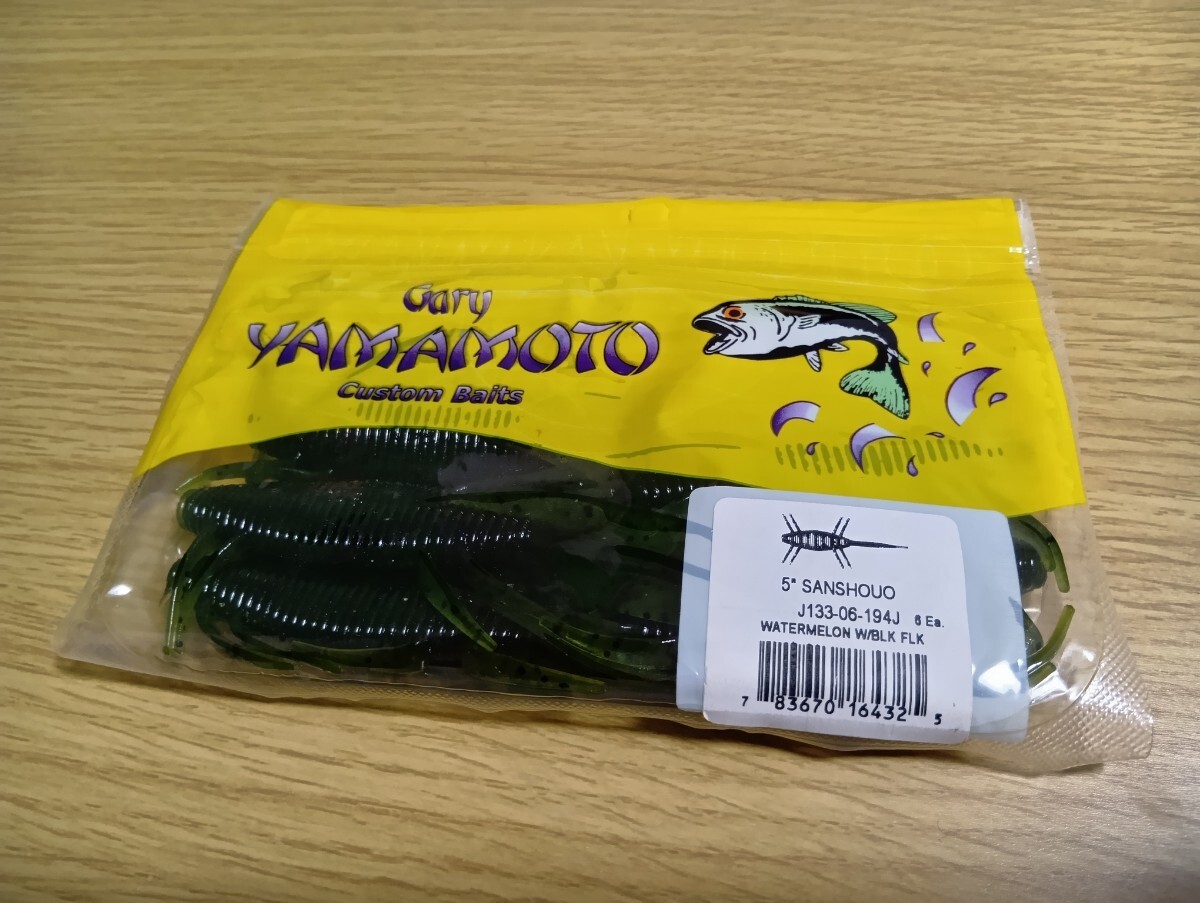 Gary
YAMAMOTO
Custom Baits
5" SANSHOUO
J133-06-194J 6 Ea.
WATERMELON W/BLK FLK
7 83670 16432 5